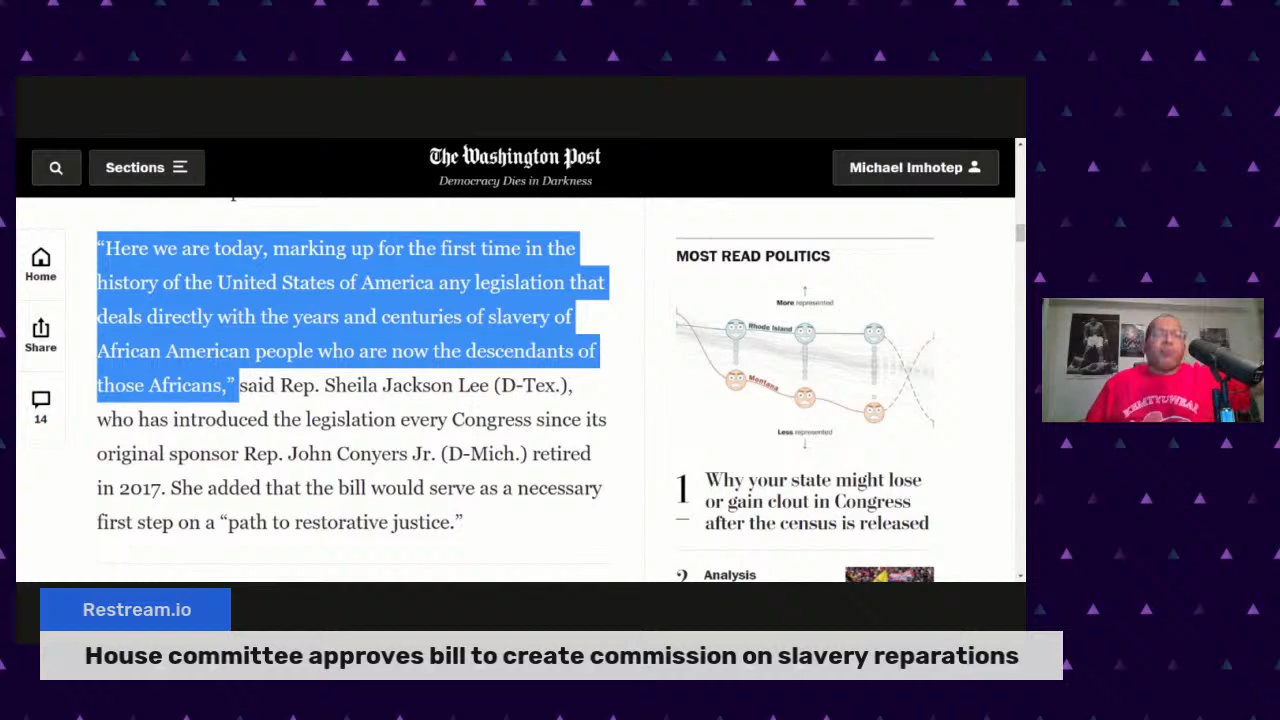 Sections
The Washington Post
Democracy Dies in Darkness
Michael Imhotep
Home
Share
14
“Here we are today, marking up for the first time in the
history of the United States of America any legislation that
deals directly with the years and centuries of slavery of
African American people who are now the descendants of
those Africans,” said Rep. Sheila Jackson Lee (D-Tex.),
who has introduced the legislation every Congress since its
original sponsor Rep. John Conyers Jr. (D-Mich.) retired
in 2017. She added that the bill would serve as a necessary
first step on a “path to restorative justice.”
MOST READ POLITICS
More represented
Rhode Island
Montana
Less represented
1
Why your state might lose
or gain clout in Congress
after the census is released
2
Analysis
KEMTYUWEAR
Restream.io
House committee approves bill to create commission on slavery reparations